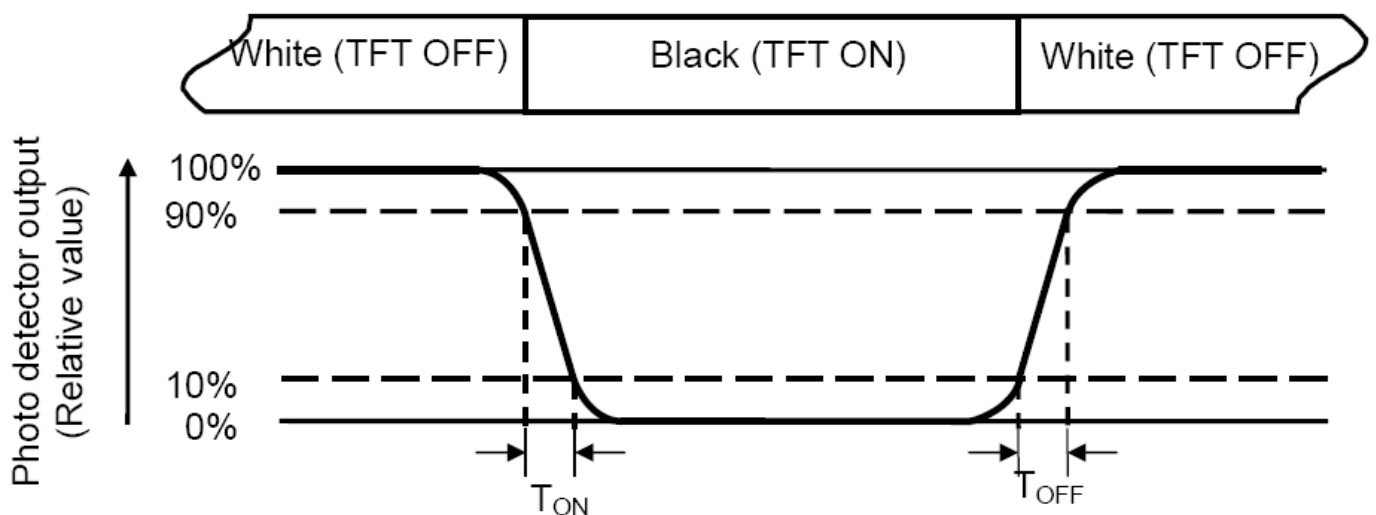 White (TFT OFF)
Black (TFT ON)
White (TFT OFF)
Photo detector output
(Relative value)
100%
90%
10%
0%
TON
TOFF